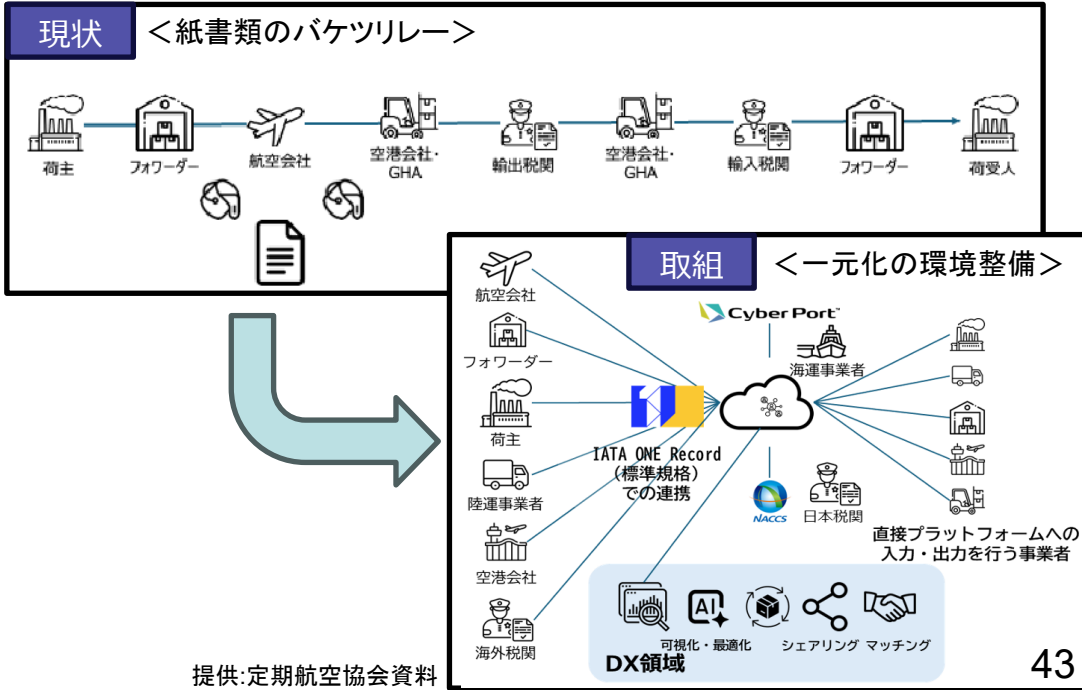 現状
＜紙書類のバケツリレー＞
荷主
フォワーダー
航空会社
空港会社・
GHA
輸出税関
空港会社・
GHA
輸入税関
フォワーダー
荷受人
取組
＜一元化の環境整備＞
航空会社
フォワーダー
荷主
陸運事業者
空港会社
海外税関
Cyber Port™
海運事業者
IATA ONE Record
（標準規格）
での連携
NACCS
日本税関
直接プラットフォームへの
入力・出力を行う事業者
AI
可視化・最適化
シェアリング
マッチング
DX領域
提供:定期航空協会資料
43